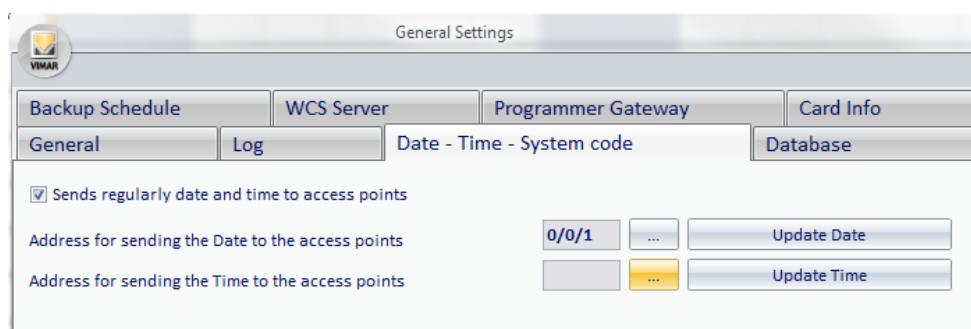 General Settings
VIMAR
Backup Schedule WCS Server Programmer Gateway Card Info
General Log Date - Time - System code Database
Sends regularly date and time to access points
Address for sending the Date to the access points 0/0/1 ... Update Date
Address for sending the Time to the access points ... Update Time